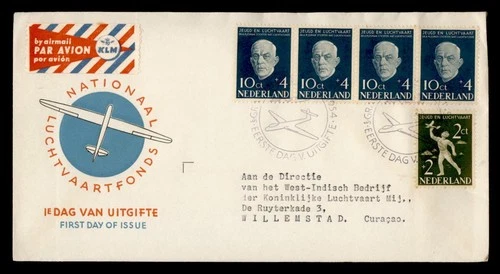 by airmail
PAR AVION
por avión
KLM
NATIONAAL
LUCHTVAARTFONDS
1E DAG VAN UITGIFTE
FIRST DAY OF ISSUE
JEUGD EN LUCHTVAART
10 ct + 4
NEDERLAND
JEUGD EN LUCHTVAART
10 ct + 4
NEDERLAND
JEUGD EN LUCHTVAART
10 ct + 4
NEDERLAND
JEUGD EN LUCHTVAART
10 ct + 4
NEDERLAND
JEUGD EN LUCHTVAART
2 ct
+2
NEDERLAND
EERSTE DAG V. UITGIFTE
EERSTE DAG V.
Aan de Directie
van het West-Indisch Bedrijf
der Koninklijke Luchtvaart Mij.,
De Ruyterkade 3,
WILLEMSTAD. Curaçao.